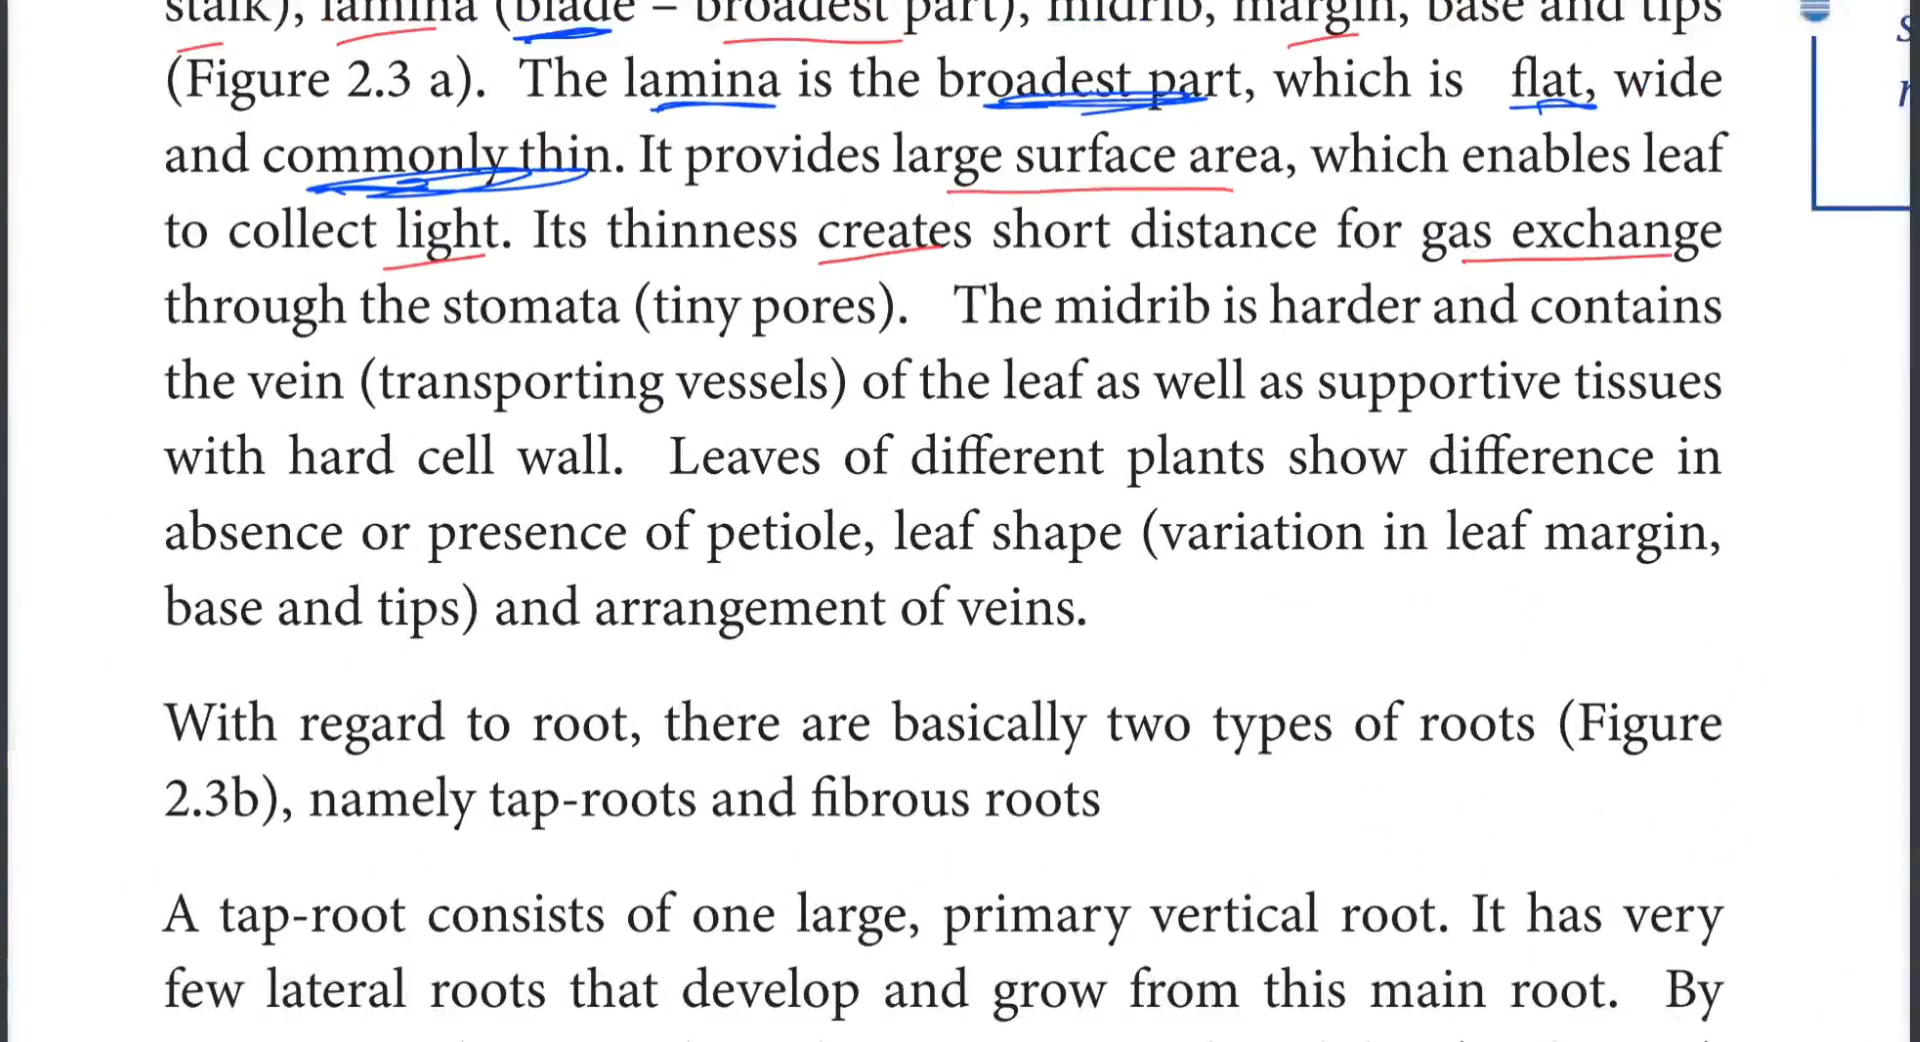 stalk), lamina (blade – broadest part), midrib, margin, base and tips
(Figure 2.3 a). The lamina is the broadest part, which is flat, wide
and commonly thin. It provides large surface area, which enables leaf
to collect light. Its thinness creates short distance for gas exchange
through the stomata (tiny pores). The midrib is harder and contains
the vein (transporting vessels) of the leaf as well as supportive tissues
with hard cell wall. Leaves of different plants show difference in
absence or presence of petiole, leaf shape (variation in leaf margin,
base and tips) and arrangement of veins.
With regard to root, there are basically two types of roots (Figure
2.3b), namely tap-roots and fibrous roots
A tap-root consists of one large, primary vertical root. It has very
few lateral roots that develop and grow from this main root. By